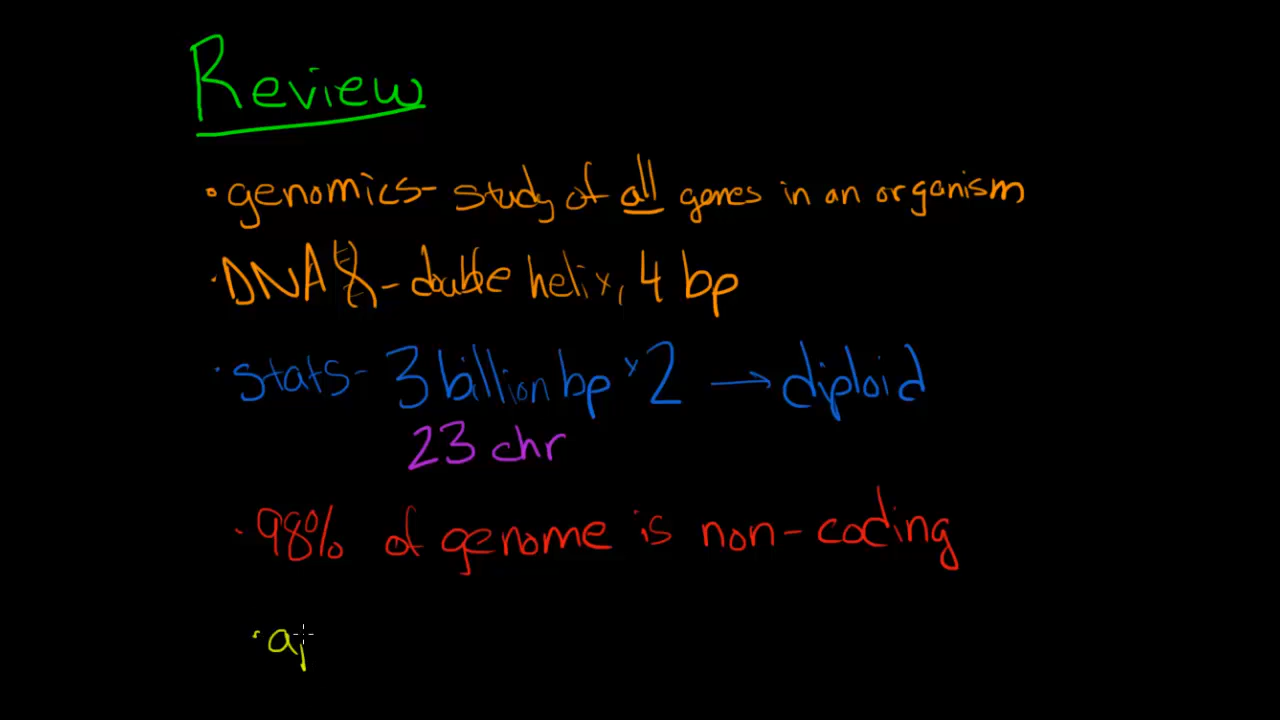 Review
• genomics- study of all genes in an organism
• DNA - double helix, 4 bp
• stats- 3 billion bp x 2 → diploid
23 chr
• 98% of genome is non-coding
•